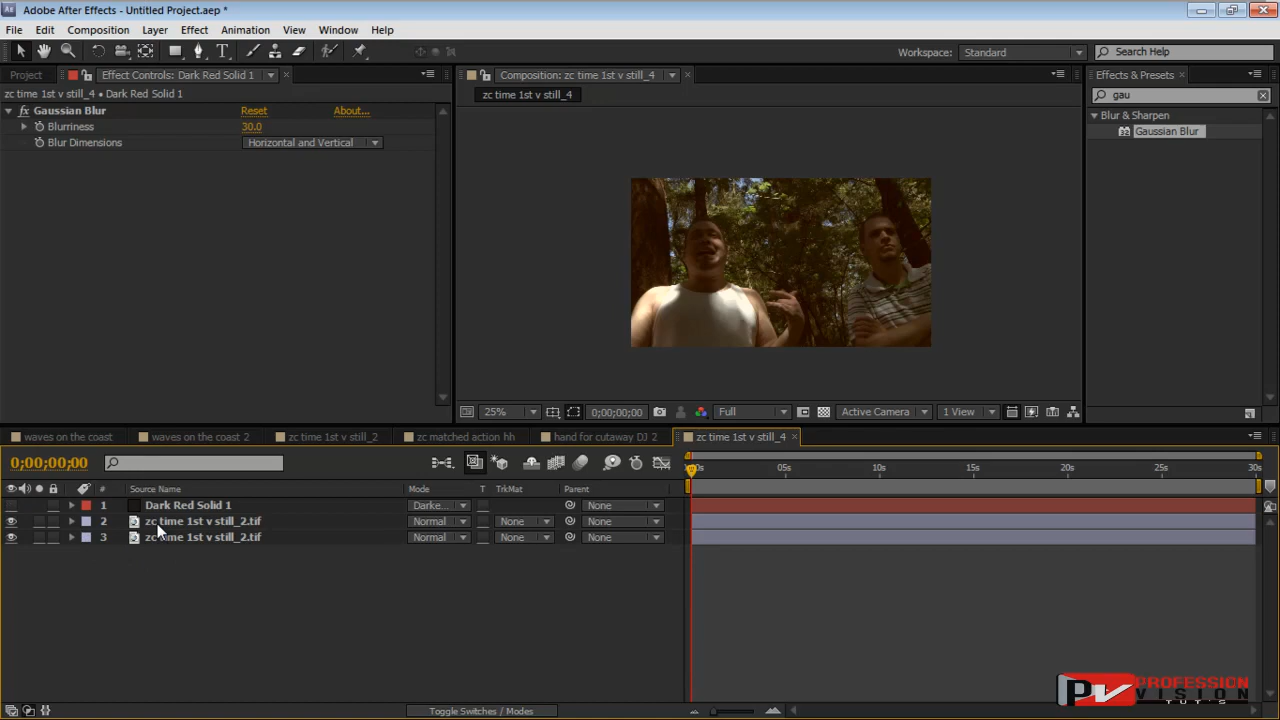 Adobe After Effects - Untitled Project.aep *
File Edit Composition Layer Effect Animation View Window Help
Workspace: Standard Search Help
Project Effect Controls: Dark Red Solid 1 Composition: zc time 1st v still_4 Effects & Presets
zc time 1st v still_4 • Dark Red Solid 1 zc time 1st v still_4 gau
fx Gaussian Blur Reset About...
Blurriness 30.0
Blur Dimensions Horizontal and Vertical
Blur & Sharpen
Gaussian Blur
25% 0;00;00;00 Full Active Camera 1 View
waves on the coast waves on the coast 2 zc time 1st v still_2 zc matched action hh hand for cutaway DJ 2 zc time 1st v still_4
0;00;00;00 05s 10s 15s 20s 25s 30s
# Source Name Mode T TrkMat Parent
1 Dark Red Solid 1 Darke... None
2 zc time 1st v still_2.tif Normal None None
3 zc time 1st v still_2.tif Normal None None
Toggle Switches / Modes
PV PROFESSION
VISION
TUT'S